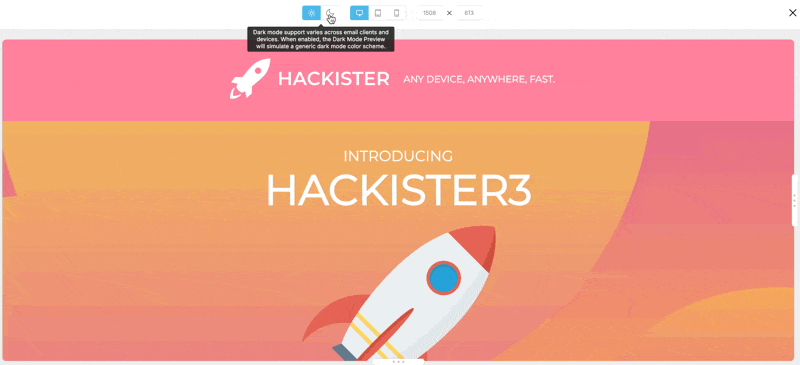 1508 × 613
Dark mode support varies across email clients and
devices. When enabled, the Dark Mode Preview
will simulate a generic dark mode color scheme.
HACKISTER ANY DEVICE, ANYWHERE, FAST.
INTRODUCING
HACKISTER3